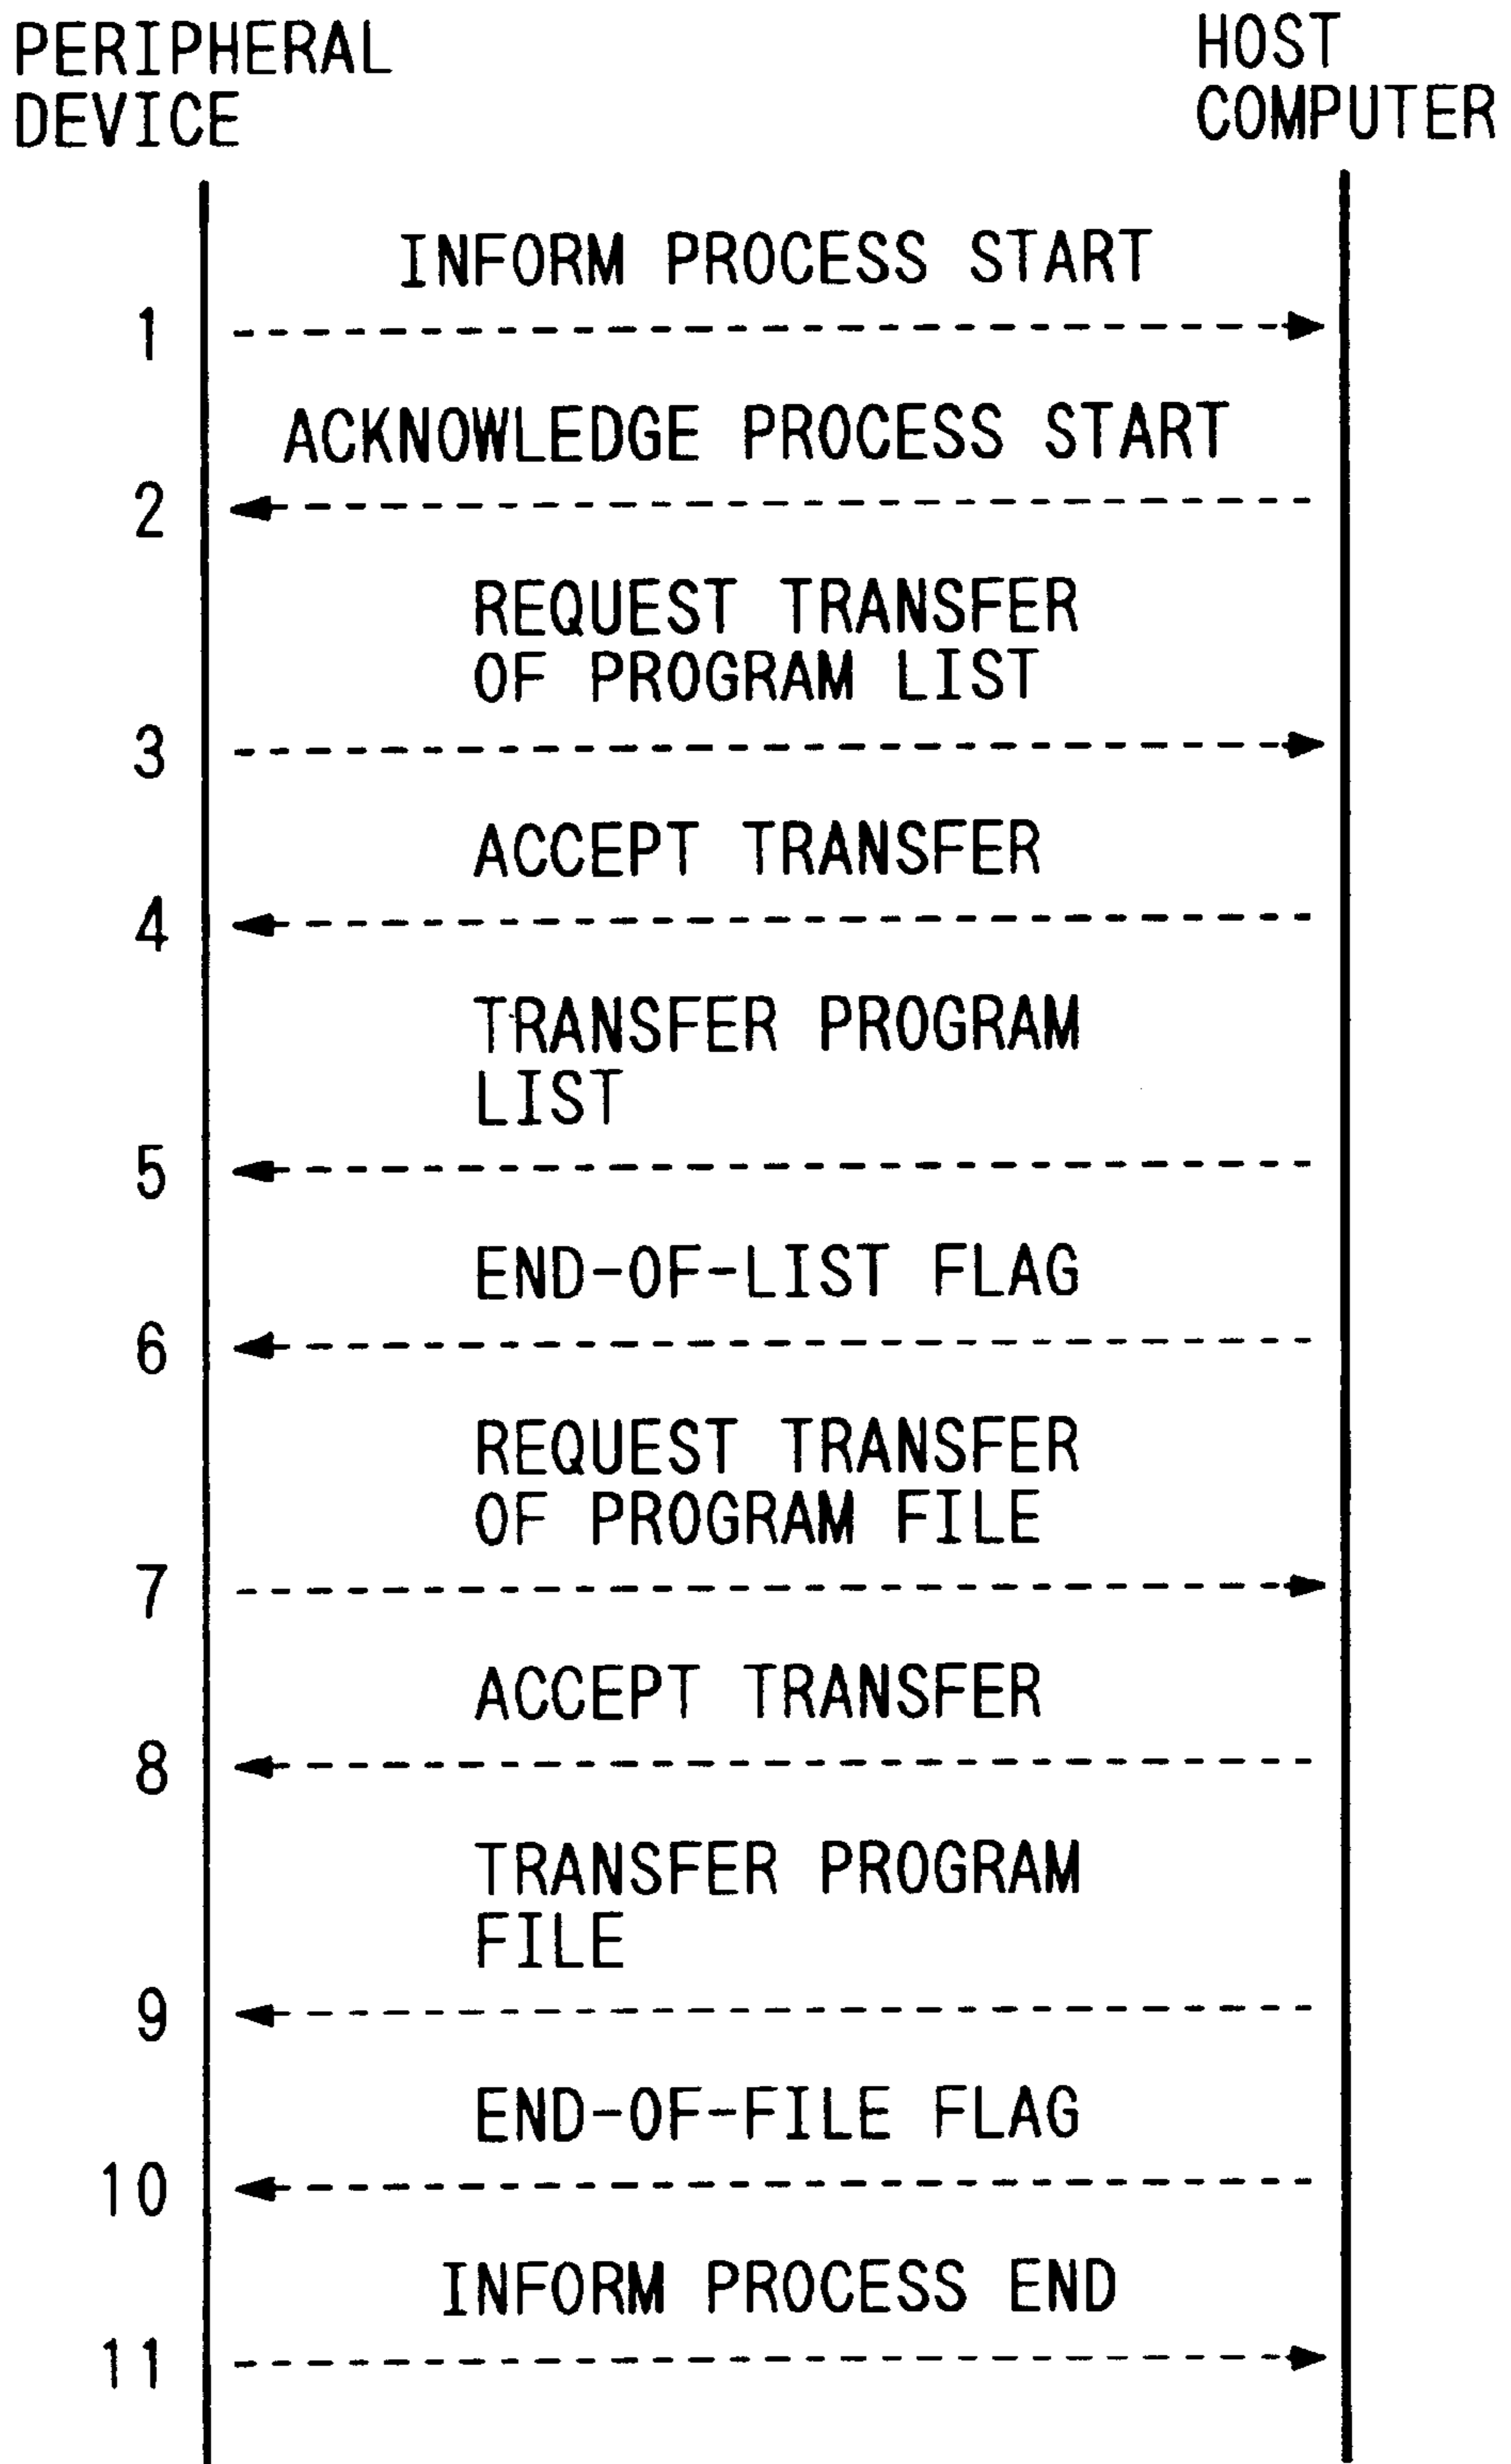 PERIPHERAL
DEVICE
HOST
COMPUTER
INFORM PROCESS START
1
ACKNOWLEDGE PROCESS START
2
REQUEST TRANSFER
OF PROGRAM LIST
3
ACCEPT TRANSFER
4
TRANSFER PROGRAM
LIST
5
END-OF-LIST FLAG
6
REQUEST TRANSFER
OF PROGRAM FILE
7
ACCEPT TRANSFER
8
TRANSFER PROGRAM
FILE
9
END-OF-FILE FLAG
10
INFORM PROCESS END
11